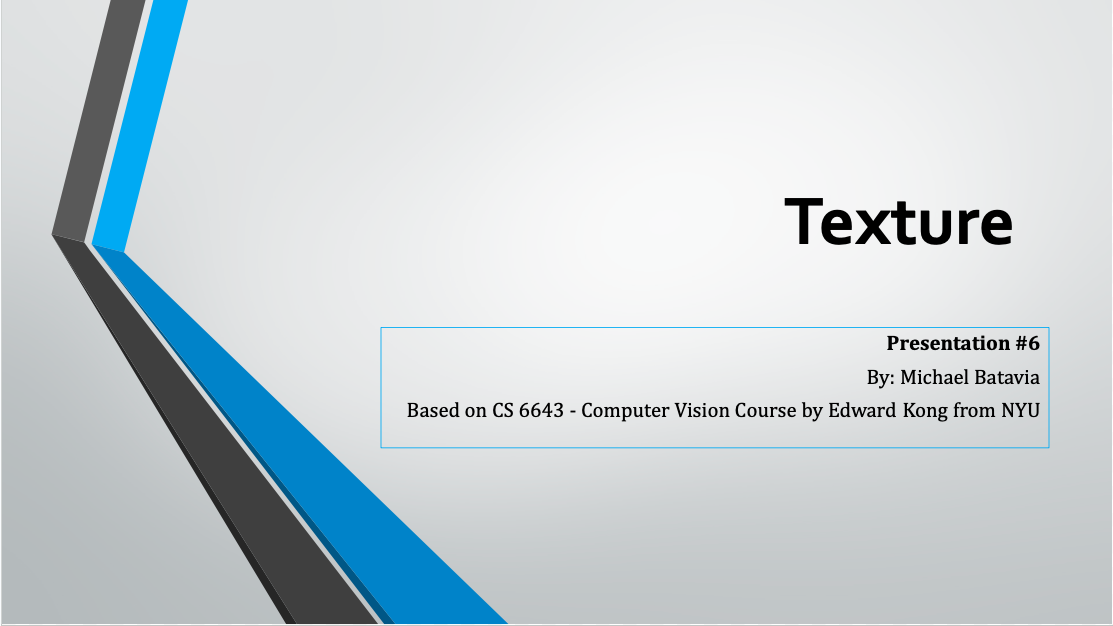 Texture
Presentation #6
By: Michael Batavia
Based on CS 6643 - Computer Vision Course by Edward Kong from NYU